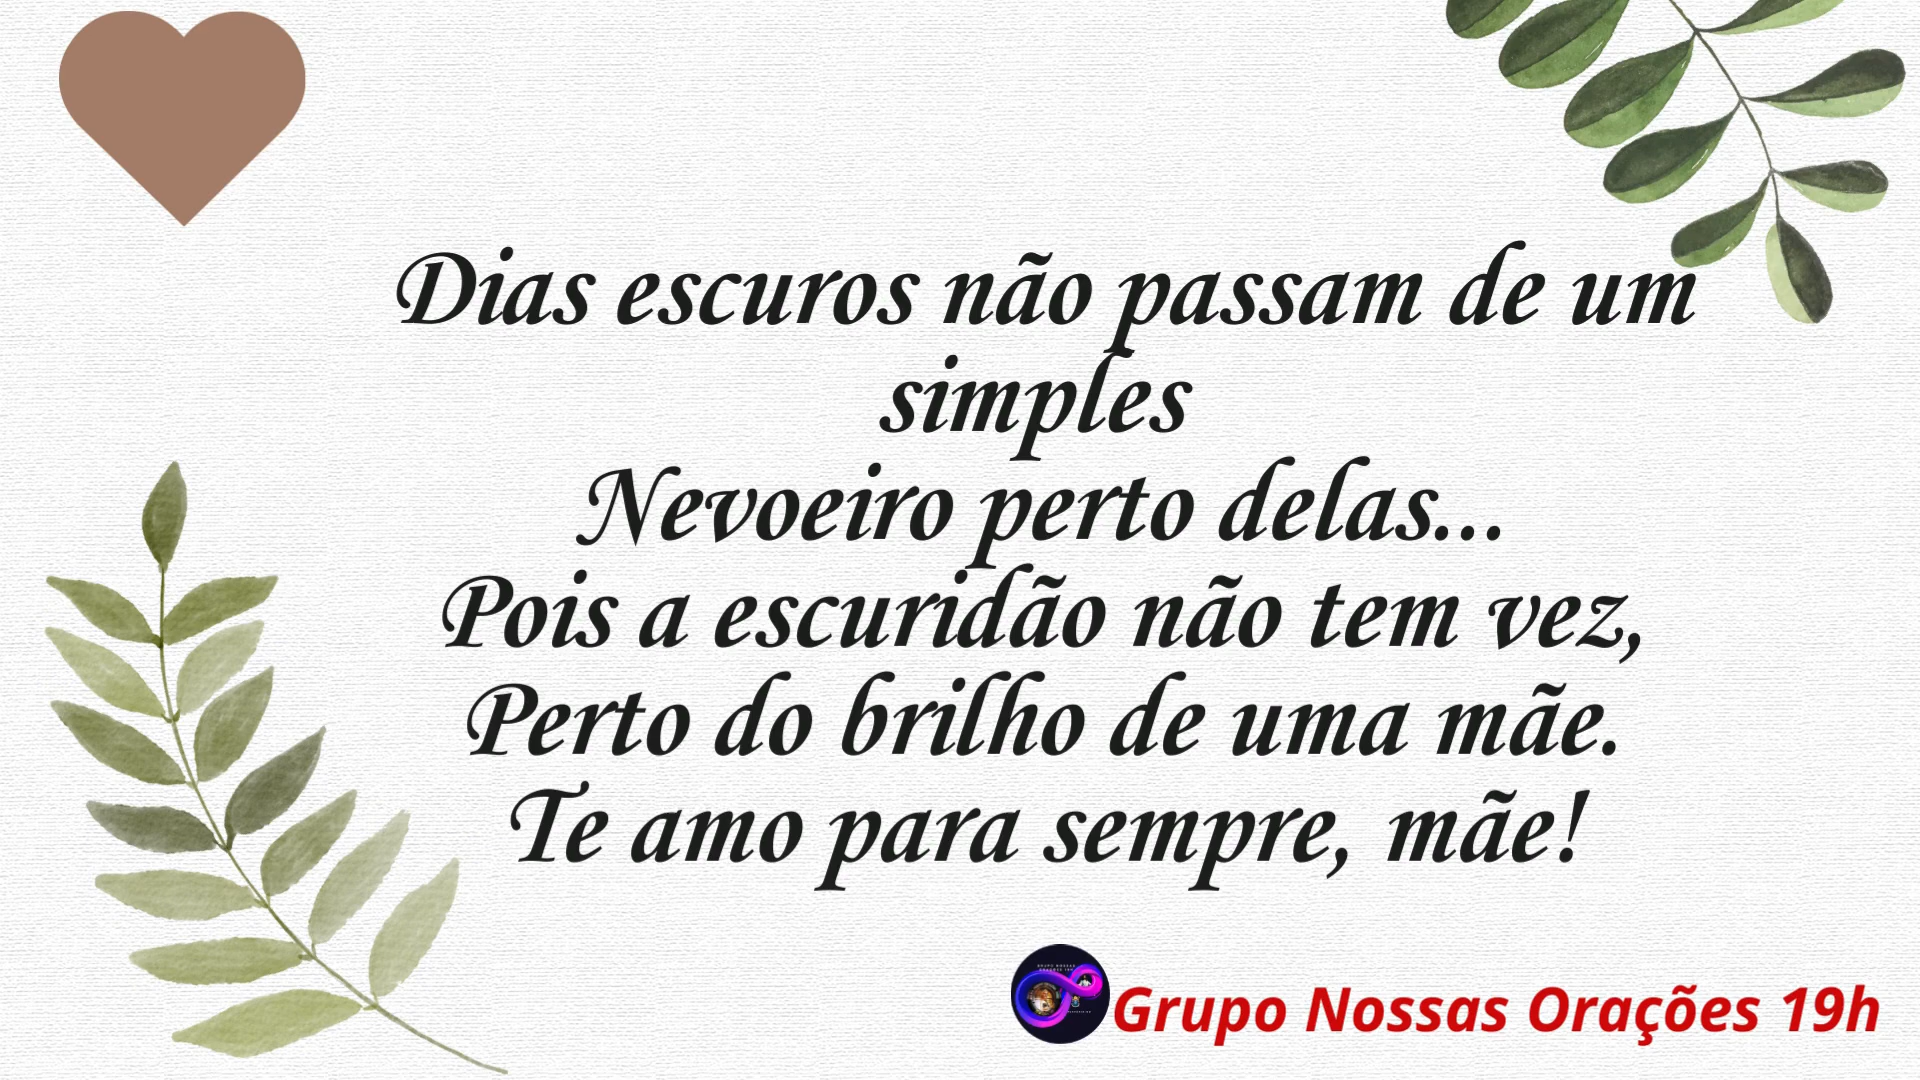 Dias escuros não passam de um
simples
Nevoeiro perto delas...
Pois a escuridão não tem vez,
Perto do brilho de uma mãe.
Te amo para sempre, mãe!
Grupo Nossas Orações 19h